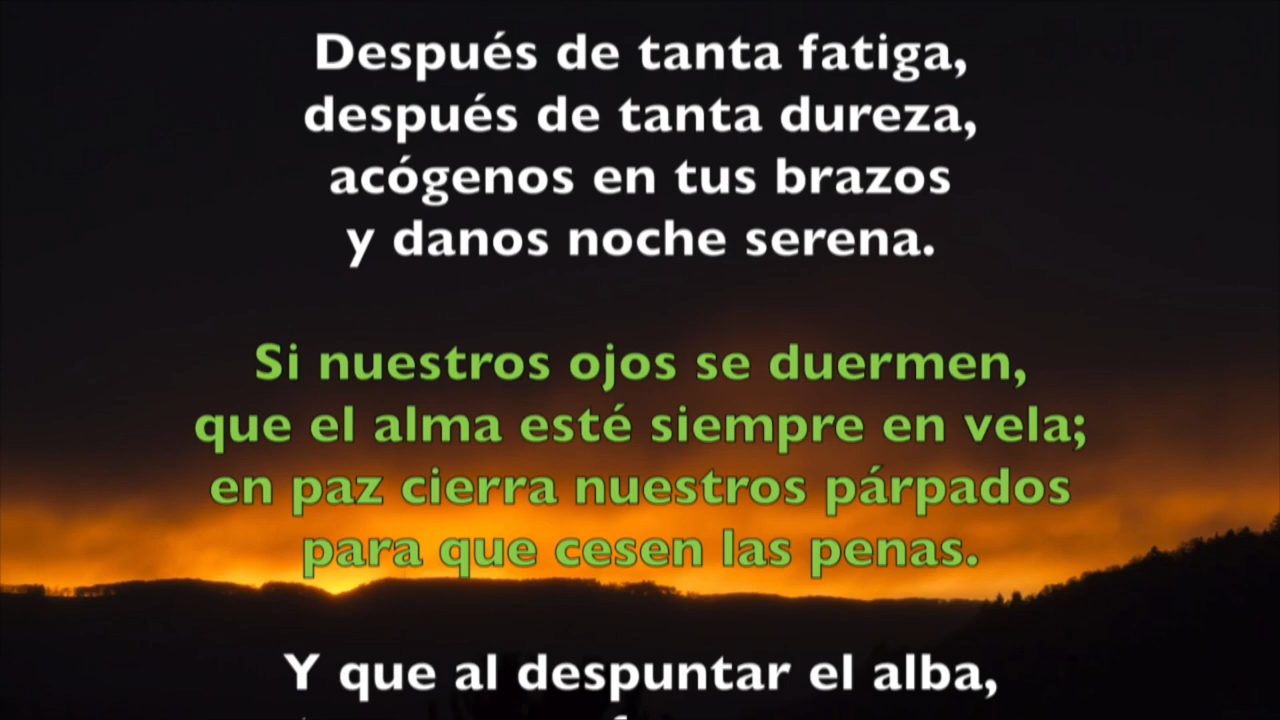 Después de tanta fatiga,
después de tanta dureza,
acógenos en tus brazos
y danos noche serena.
Si nuestros ojos se duermen,
que el alma esté siempre en vela;
en paz cierra nuestros párpados
para que cesen las penas.
Y que al despuntar el alba,